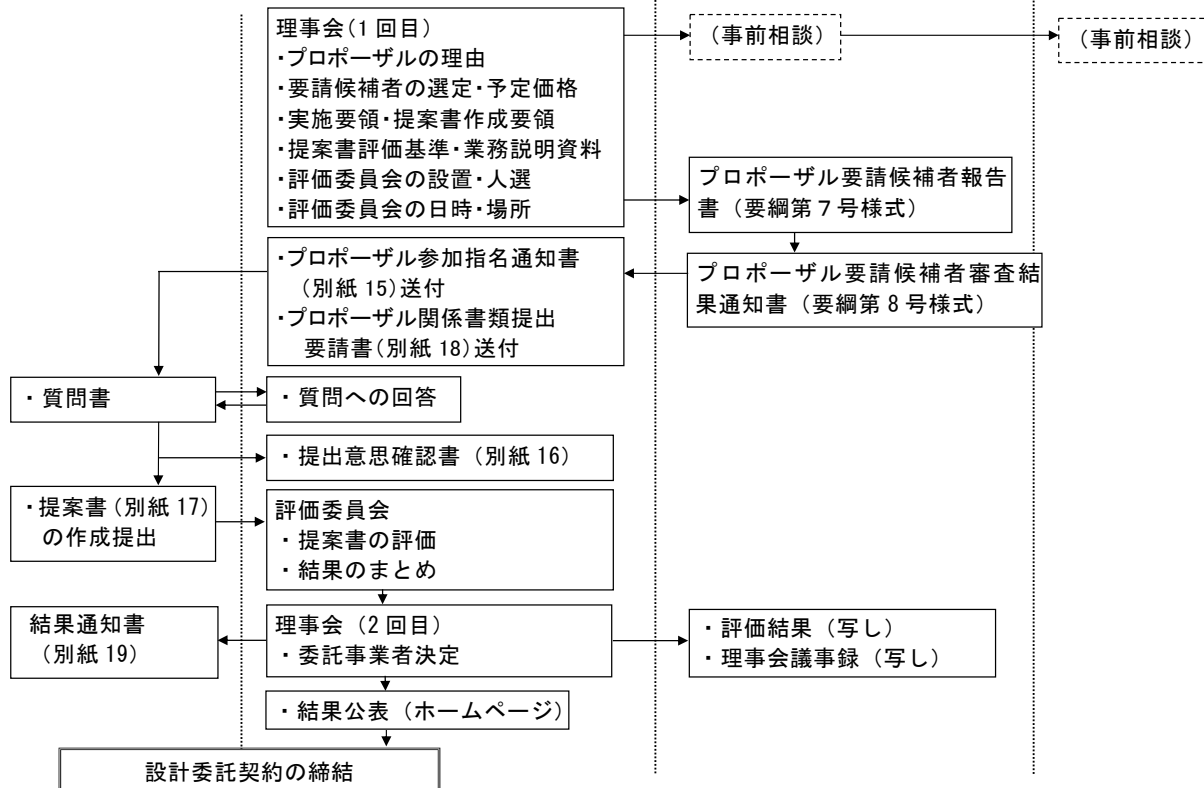 理事会(1回目)
・プロポーザルの理由
・要請候補者の選定・予定価格
・実施要領・提案書作成要領
・提案書評価基準・業務説明資料
・評価委員会の設置・人選
・評価委員会の日時・場所
(事前相談)
(事前相談)
プロポーザル要請候補者報告
書(要綱第7号様式)
・プロポーザル参加指名通知書
(別紙15)送付
・プロポーザル関係書類提出
要請書(別紙18)送付
プロポーザル要請候補者審査結
果通知書(要綱第8号様式)
・質問書
・質問への回答
・提出意思確認書(別紙16)
・提案書(別紙17)
の作成提出
評価委員会
・提案書の評価
・結果のまとめ
結果通知書
(別紙19)
理事会(2回目)
・委託事業者決定
・評価結果(写し)
・理事会議事録(写し)
・結果公表(ホームページ)
設計委託契約の締結